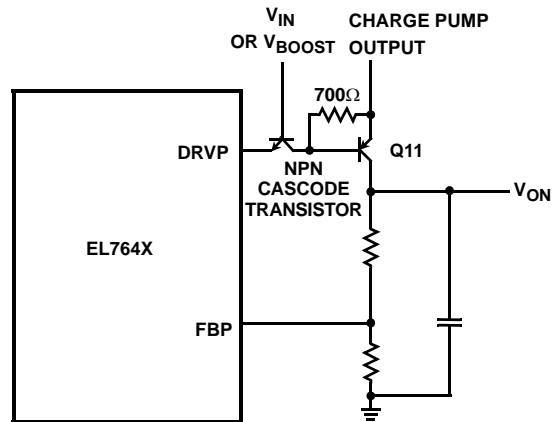 V_IN
OR V_BOOST
CHARGE PUMP
OUTPUT
700Ω
DRVP
Q11
NPN
CASCODE
TRANSISTOR
V_ON
EL764X
FBP